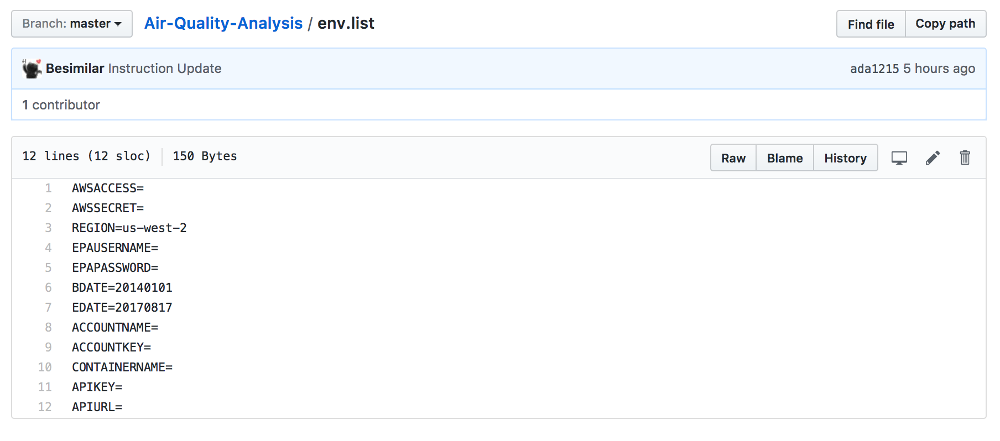 Branch: master
Air-Quality-Analysis / env.list
Find file
Copy path
Besimilar Instruction Update
ada1215 5 hours ago
1 contributor
12 lines (12 sloc)
150 Bytes
Raw
Blame
History
1 AWSACCESS=
2 AWSSECRET=
3 REGION=us-west-2
4 EPAUSERNAME=
5 EPAPASSWORD=
6 BDATE=20140101
7 EDATE=20170817
8 ACCOUNTNAME=
9 ACCOUNTKEY=
10 CONTAINERNAME=
11 APIKEY=
12 APIURL=